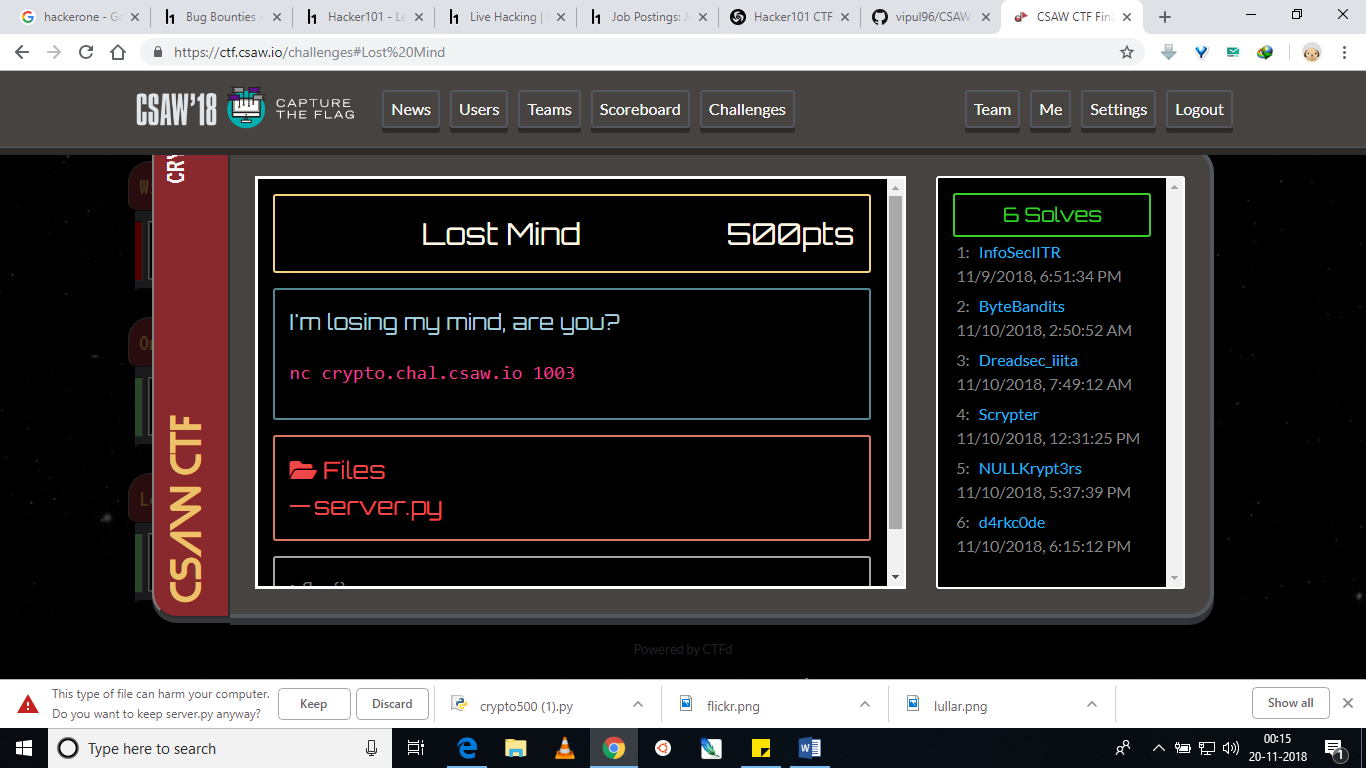 hackerone - Go
Bug Bounties -
Hacker101 - Le
Live Hacking |
Job Postings: J
Hacker101 CTF
vipul96/CSAW
CSAW CTF Fina
https://ctf.csaw.io/challenges#Lost%20Mind
CSAW'18 CAPTURE THE FLAG
News
Users
Teams
Scoreboard
Challenges
Team
Me
Settings
Logout
CRY
CSAW CTF
Lost Mind 500pts
I'm losing my mind, are you?
nc crypto.chal.csaw.io 1003
Files
server.py
6 Solves
1: InfoSecIITR
11/9/2018, 6:51:34 PM
2: ByteBandits
11/10/2018, 2:50:52 AM
3: Dreadsec_iiita
11/10/2018, 7:49:12 AM
4: Scrypter
11/10/2018, 12:31:25 PM
5: NULLKrypt3rs
11/10/2018, 5:37:39 PM
6: d4rkc0de
11/10/2018, 6:15:12 PM
Powered by CTFd
This type of file can harm your computer.
Do you want to keep server.py anyway?
Keep
Discard
crypto500 (1).py
flickr.png
lullar.png
Show all
Type here to search
00:15
20-11-2018
1